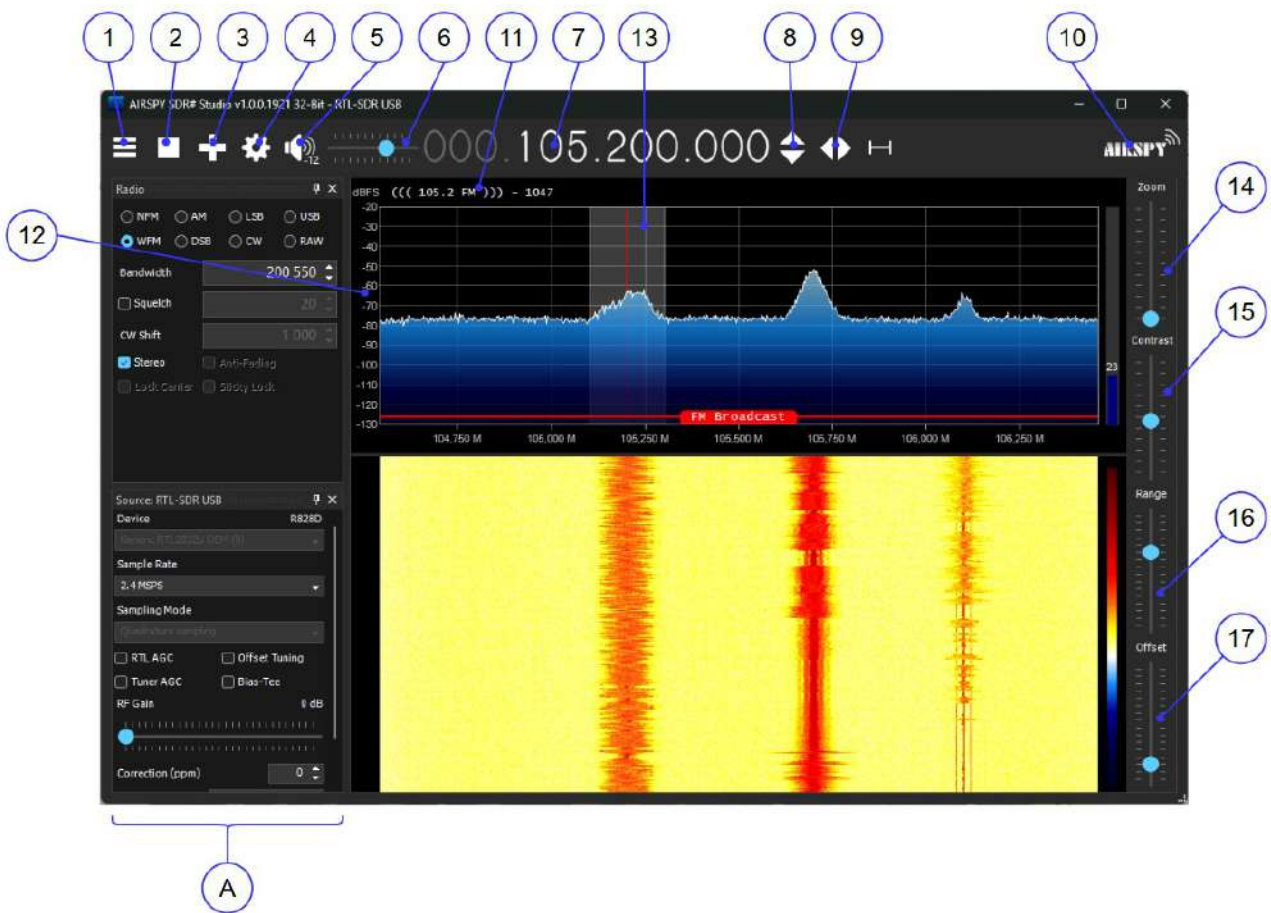 1 2 3 4 5 6 11 7 13 8 9 10
AIRSPY SDR# Studio v1.0.0.1921 32-Bit - RTL-SDR USB
-12
000.105.200.000
AIRSPY
Radio
NFM AM LSB USB
WFM DSB CW RAW
Bandwidth 200 550
Squelch 20
CW Shift 1 000
Stereo Anti-Fading
Lock Center Sticky Lock
12
Source: RTL-SDR USB
Device R828D
Sample Rate
2.4 MSPS
Sampling Mode
Quadrature sampling
RTL AGC Offset Tuning
Tuner AGC Bias-Tee
RF Gain 0 dB
Correction (ppm) 0
A
dBFS ((( 105.2 FM ))) - 1047
-20
-30
-40
-50
-60
-70
-80
-90
-100
-110
-120
-130
23
FM Broadcast
104,750 M 105,000 M 105,250 M 105,500 M 105,750 M 106,000 M 106,250 M
Zoom
14
Contrast
15
Range
16
Offset
17